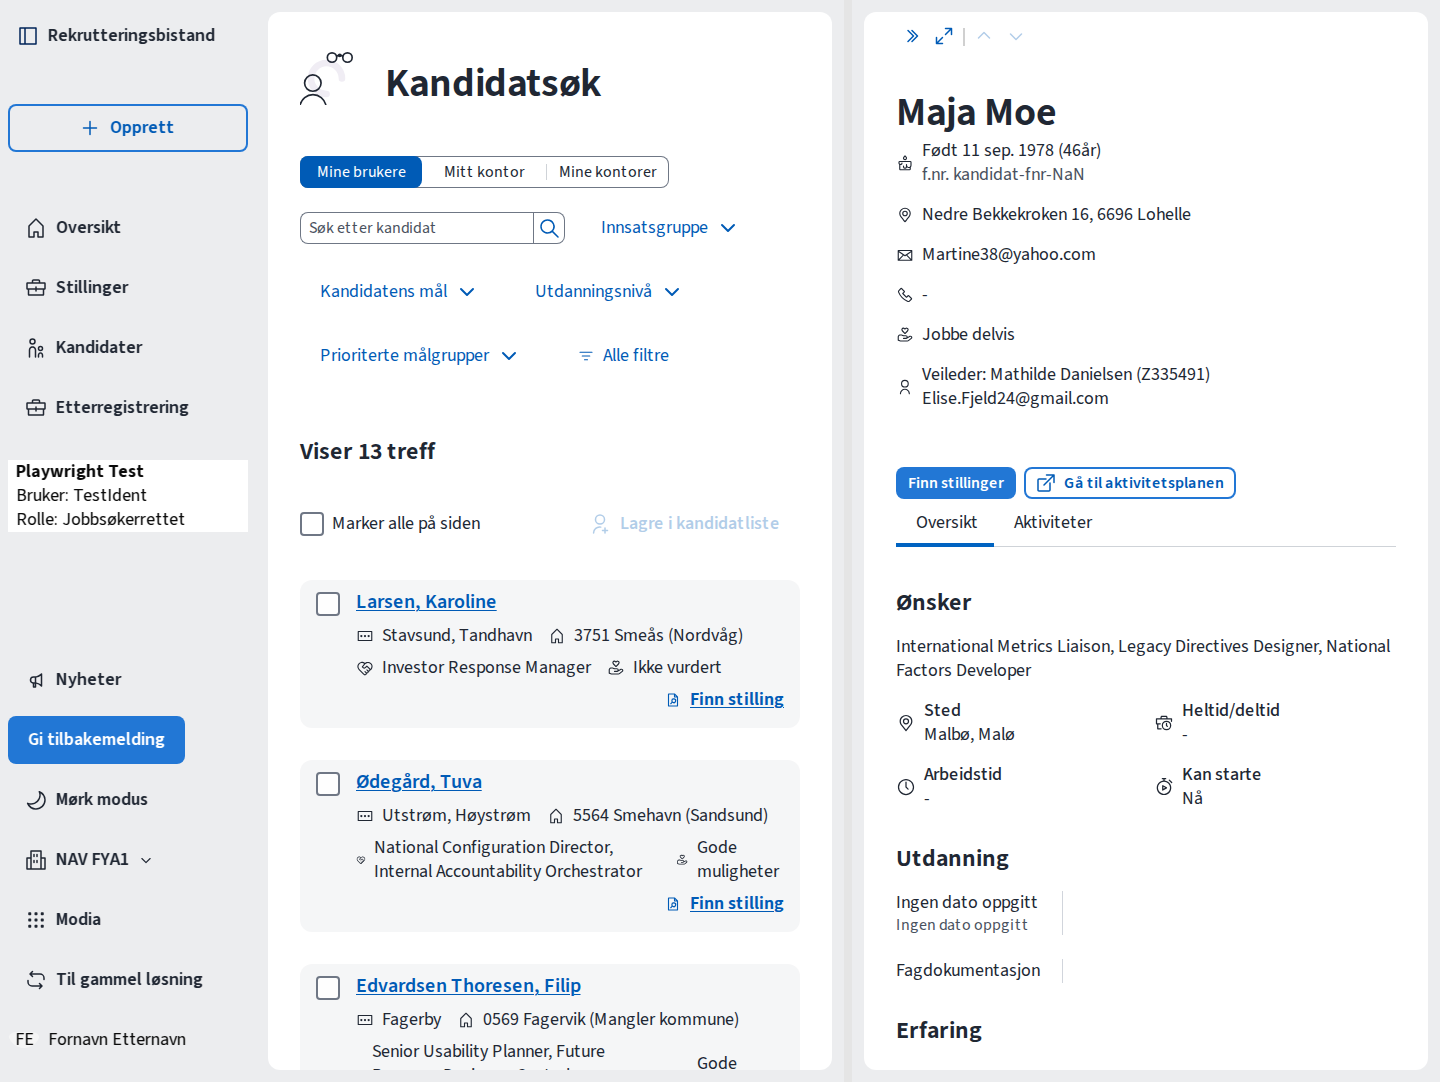 Rekrutteringsbistand
Opprett
Oversikt
Stillinger
Kandidater
Etterregistrering
Playwright Test
Bruker: TestIdent
Rolle: Jobbsøkerrettet
Nyheter
Gi tilbakemelding
Mørk modus
NAV FYA1
Modia
Til gammel løsning
FE Fornavn Etternavn
Kandidatsøk
Mine brukere Mitt kontor Mine kontorer
Søk etter kandidat Innsatsgruppe
Kandidatens mål Utdanningsnivå
Prioriterte målgrupper Alle filtre
Viser 13 treff
Marker alle på siden Lagre i kandidatliste
Larsen, Karoline
Stavsund, Tandhavn 3751 Smeås (Nordvåg)
Investor Response Manager Ikke vurdert
Finn stilling
Ødegård, Tuva
Utstrøm, Høystrøm 5564 Smehavn (Sandsund)
National Configuration Director, Gode
Internal Accountability Orchestrator muligheter
Finn stilling
Edvardsen Thoresen, Filip
Fagerby 0569 Fagervik (Mangler kommune)
Senior Usability Planner, Future
Gode
Maja Moe
Født 11 sep. 1978 (46år)
f.nr. kandidat-fnr-NaN
Nedre Bekkekroken 16, 6696 Lohelle
Martine38@yahoo.com
-
Jobbe delvis
Veileder: Mathilde Danielsen (Z335491)
Elise.Fjeld24@gmail.com
Finn stillinger Gå til aktivitetsplanen
Oversikt Aktiviteter
Ønsker
International Metrics Liaison, Legacy Directives Designer, National
Factors Developer
Sted Heltid/deltid
Malbø, Malø -
Arbeidstid Kan starte
- Nå
Utdanning
Ingen dato oppgitt
Ingen dato oppgitt
Fagdokumentasjon
Erfaring